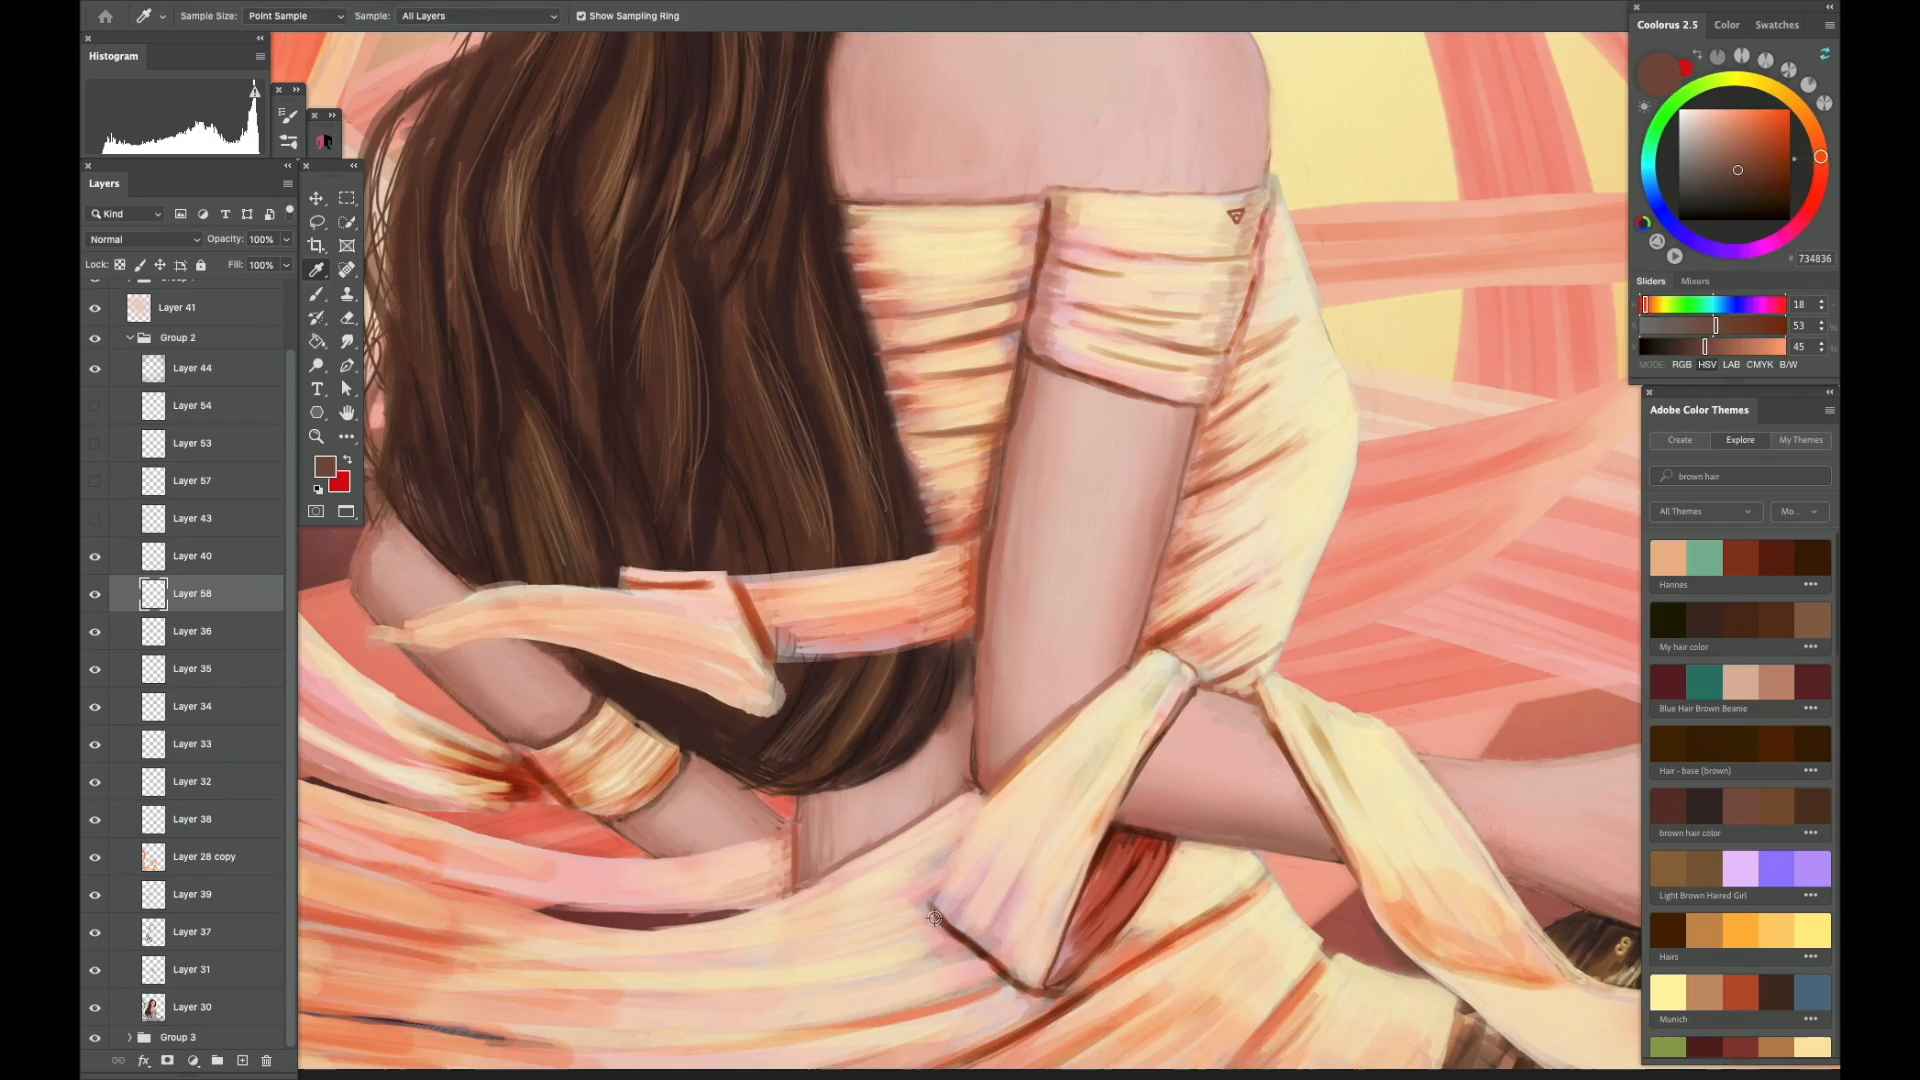 Sample Size: Point Sample Sample: All Layers Show Sampling Ring
Histogram
Layers
Kind
Normal Opacity: 100%
Lock: Fill: 100%
Layer 41
Group 2
Layer 44
Layer 54
Layer 53
Layer 57
Layer 43
Layer 40
Layer 58
Layer 36
Layer 35
Layer 34
Layer 33
Layer 32
Layer 38
Layer 28 copy
Layer 39
Layer 37
Layer 31
Layer 30
Group 3
Coolorus 2.5 Color Swatches
# 734836
Sliders Mixers
H 18
S 53 %
V 45 %
MODE: RGB HSV LAB CMYK B/W
Adobe Color Themes
Create Explore My Themes
brown hair
All Themes Mo...
Hannes
My hair color
Blue Hair Brown Beanie
Hair - base (brown)
brown hair color
Light Brown Haired Girl
Hairs
Munich